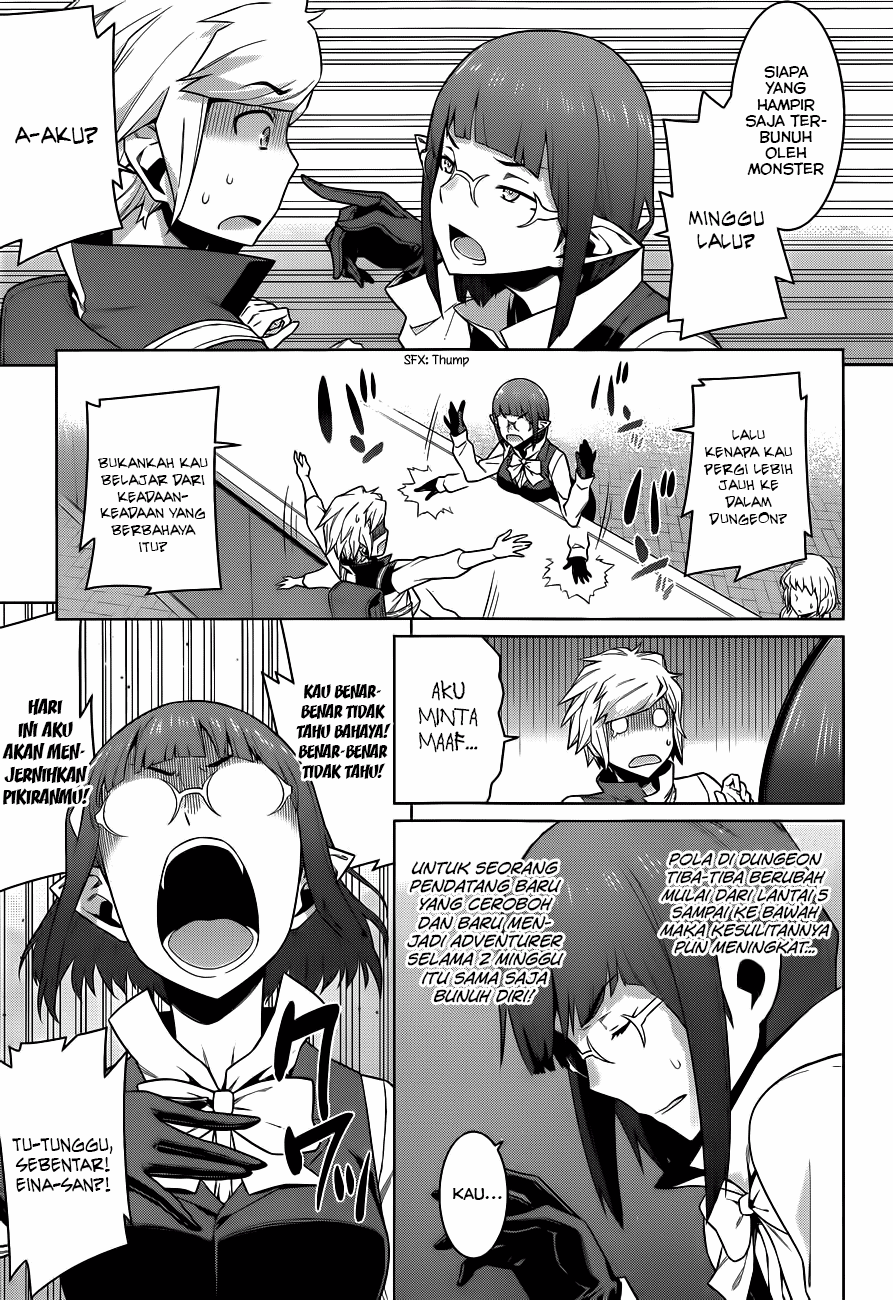 SIAPA
YANG
HAMPIR
SAJA TER-
BUNUH
OLEH
MONSTER
MINGGU
LALU?
A-AKU?
SFX: Thump
LALU
KENAPA KAU
PERGI LEBIH
JAUH KE
DALAM
DUNGEON?
BUKANKAH KAU
BELAJAR DARI
KEADAAN-
KEADAAN YANG
BERBAHAYA
ITU?
AKU
MINTA
MAAF...
POLA DI DUNGEON
TIBA-TIBA BERUBAH
MULAI DARI LANTAI 5
SAMPAI KE BAWAH
MAKA KESULITANNYA
PUN MENINGKAT...
UNTUK SEORANG
PENDATANG BARU
YANG CEROBOH
DAN BARU MEN-
JADI ADVENTURER
SELAMA 2 MINGGU
ITU SAMA SAJA
BUNUH DIRI!
KAU...
KAU BENAR-
BENAR TIDAK
TAHU BAHAYA!
BENAR-BENAR
TIDAK TAHU!
HARI
INI AKU
AKAN MEN-
JERNIHKAN
PIKIRANMU!
TU-TUNGGU,
SEBENTAR!
EINA-SAN?!